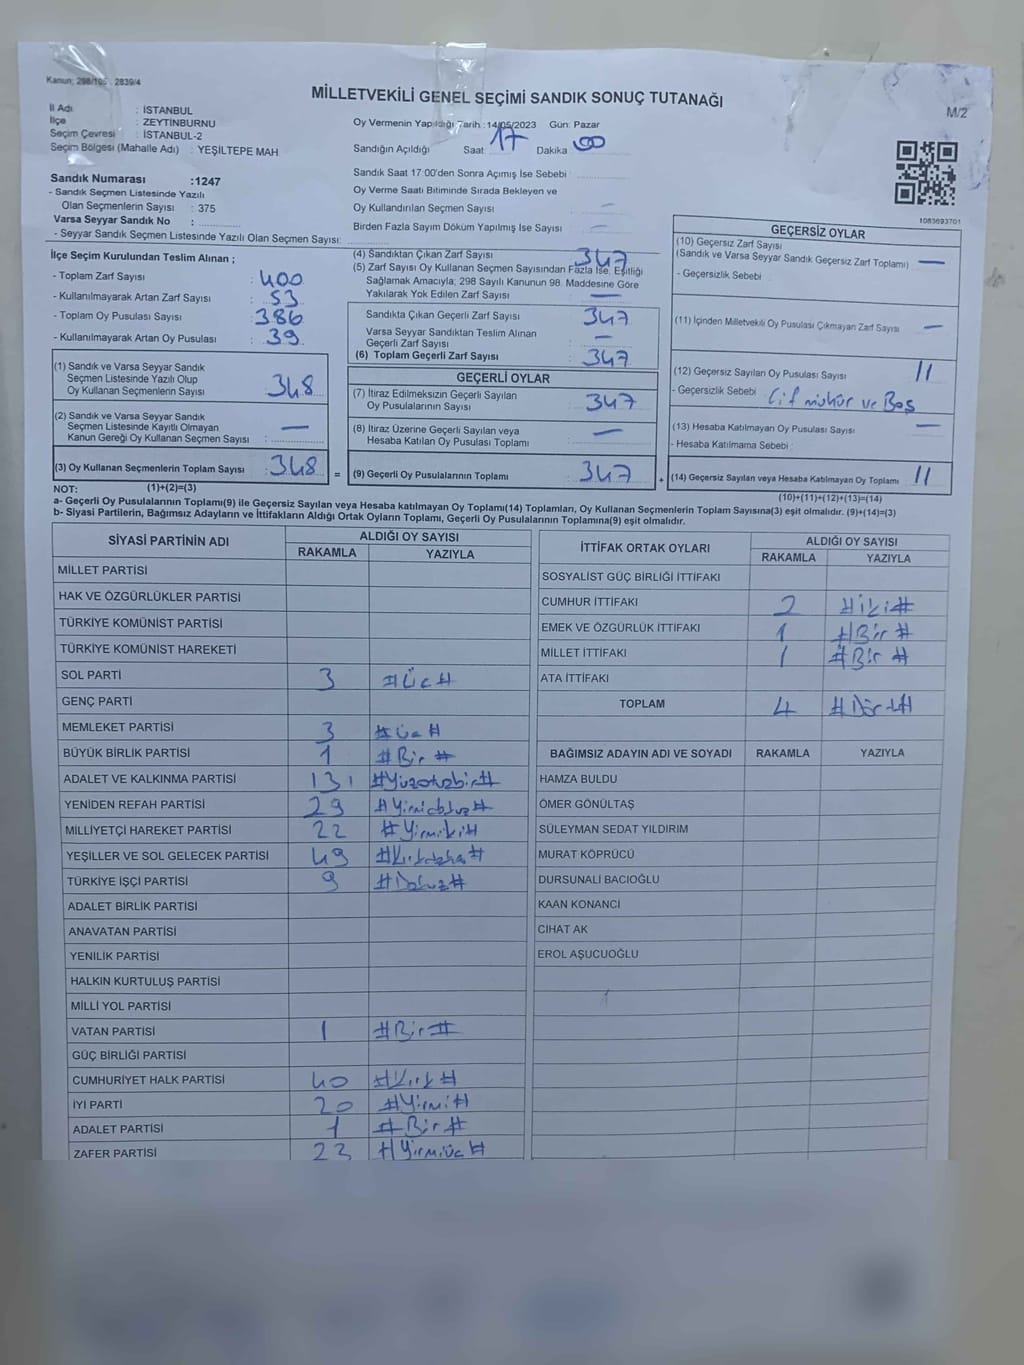 Kanun; 298/105 , 2839/4
MİLLETVEKİLİ GENEL SEÇİMİ SANDIK SONUÇ TUTANAĞI
M/2
İl Adı : İSTANBUL
İlçe : ZEYTİNBURNU
Seçim Çevresi : İSTANBUL-2
Seçim Bölgesi (Mahalle Adı) : YEŞİLTEPE MAH
Oy Vermenin Yapıldığı Tarih : 14/05/2023 Gün: Pazar
Sandığın Açıldığı Saat: 17 Dakika 00
Sandık Saat 17:00'den Sonra Açımış İse Sebebi :
Oy Verme Saati Bitiminde Sırada Bekleyen ve
Oy Kullandırılan Seçmen Sayısı : —
Birden Fazla Sayım Döküm Yapılmış İse Sayısı : —
1083693701
Sandık Numarası :1247
- Sandık Seçmen Listesinde Yazılı
Olan Seçmenlerin Sayısı : 375
Varsa Seyyar Sandık No :
- Seyyar Sandık Seçmen Listesinde Yazılı Olan Seçmen Sayısı:
İlçe Seçim Kurulundan Teslim Alınan ;
- Toplam Zarf Sayısı : 400
- Kullanılmayarak Artan Zarf Sayısı : 53
- Toplam Oy Pusulası Sayısı : 386
- Kullanılmayarak Artan Oy Pusulası : 39
(1) Sandık ve Varsa Seyyar Sandık
Seçmen Listesinde Yazılı Olup
Oy Kullanan Seçmenlerin Sayısı : 348
(2) Sandık ve Varsa Seyyar Sandık
Seçmen Listesinde Kayıtlı Olmayan
Kanun Gereği Oy Kullanan Seçmen Sayısı : —
(3) Oy Kullanan Seçmenlerin Toplam Sayısı : 348 =
(1)+(2)=(3)
(4) Sandıktan Çıkan Zarf Sayısı : 347
(5) Zarf Sayısı Oy Kullanan Seçmen Sayısından Fazla İse, Eşitliği
Sağlamak Amacıyla; 298 Sayılı Kanunun 98. Maddesine Göre
Yakılarak Yok Edilen Zarf Sayısı : —
Sandıkta Çıkan Geçerli Zarf Sayısı : 347
Varsa Seyyar Sandıktan Teslim Alınan
Geçerli Zarf Sayısı : —
(6) Toplam Geçerli Zarf Sayısı : 347
GEÇERLİ OYLAR
(7) İtiraz Edilmeksizin Geçerli Sayılan
Oy Pusulalarının Sayısı : 347
(8) İtiraz Üzerine Geçerli Sayılan veya
Hesaba Katılan Oy Pusulası Toplamı : —
(9) Geçerli Oy Pusulalarının Toplamı : 347 +
GEÇERSİZ OYLAR
(10) Geçersiz Zarf Sayısı
(Sandık ve Varsa Seyyar Sandık Geçersiz Zarf Toplamı) : —
- Geçersizlik Sebebi :
(11) İçinden Milletvekili Oy Pusulası Çıkmayan Zarf Sayısı : —
(12) Geçersiz Sayılan Oy Pusulası Sayısı : 11
- Geçersizlik Sebebi : Çif mühür ve Boş
(13) Hesaba Katılmayan Oy Pusulası Sayısı : —
- Hesaba Katılmama Sebebi :
(14) Geçersiz Sayılan veya Hesaba Katılmayan Oy Toplamı : 11
(10)+(11)+(12)+(13)=(14)
NOT:
a- Geçerli Oy Pusulalarının Toplamı(9) ile Geçersiz Sayılan veya Hesaba katılmayan Oy Toplamı(14) Toplamları, Oy Kullanan Seçmenlerin Toplam Sayısına(3) eşit olmalıdır. (9)+(14)=(3)
b- Siyasi Partilerin, Bağımsız Adayların ve İttifakların Aldığı Ortak Oyların Toplamı, Geçerli Oy Pusulalarının Toplamına(9) eşit olmalıdır.
SİYASİ PARTİNİN ADI ALDIĞI OY SAYISI
RAKAMLA YAZIYLA
MİLLET PARTİSİ
HAK VE ÖZGÜRLÜKLER PARTİSİ
TÜRKİYE KOMÜNİST PARTİSİ
TÜRKİYE KOMÜNİST HAREKETİ
SOL PARTİ 3 #Üç#
GENÇ PARTİ
MEMLEKET PARTİSİ 3 #Üç#
BÜYÜK BİRLİK PARTİSİ 1 #Bir#
ADALET VE KALKINMA PARTİSİ 131 #Yüzotuzbir#
YENİDEN REFAH PARTİSİ 29 #Yirmidokuz#
MİLLİYETÇİ HAREKET PARTİSİ 22 #Yirmiiki#
YEŞİLLER VE SOL GELECEK PARTİSİ 49 #Kırkdokuz#
TÜRKİYE İŞÇİ PARTİSİ 9 #Dokuz#
ADALET BİRLİK PARTİSİ
ANAVATAN PARTİSİ
YENİLİK PARTİSİ
HALKIN KURTULUŞ PARTİSİ
MİLLİ YOL PARTİSİ
VATAN PARTİSİ 1 #Bir#
GÜÇ BİRLİĞİ PARTİSİ
CUMHURİYET HALK PARTİSİ 40 #Kırk#
İYİ PARTİ 20 #Yirmi#
ADALET PARTİSİ 1 #Bir#
ZAFER PARTİSİ 23 #Yirmiüç#
İTTİFAK ORTAK OYLARI ALDIĞI OY SAYISI
RAKAMLA YAZIYLA
SOSYALİST GÜÇ BİRLİĞİ İTTİFAKI
CUMHUR İTTİFAKI 2 #İki#
EMEK VE ÖZGÜRLÜK İTTİFAKI 1 #Bir#
MİLLET İTTİFAKI 1 #Bir#
ATA İTTİFAKI
TOPLAM 4 #Dört#
BAĞIMSIZ ADAYIN ADI VE SOYADI RAKAMLA YAZIYLA
HAMZA BULDU
ÖMER GÖNÜLTAŞ
SÜLEYMAN SEDAT YILDIRIM
MURAT KÖPRÜCÜ
DURSUNALİ BACIOĞLU
KAAN KONANCI
CİHAT AK
EROL AŞUCUOĞLU